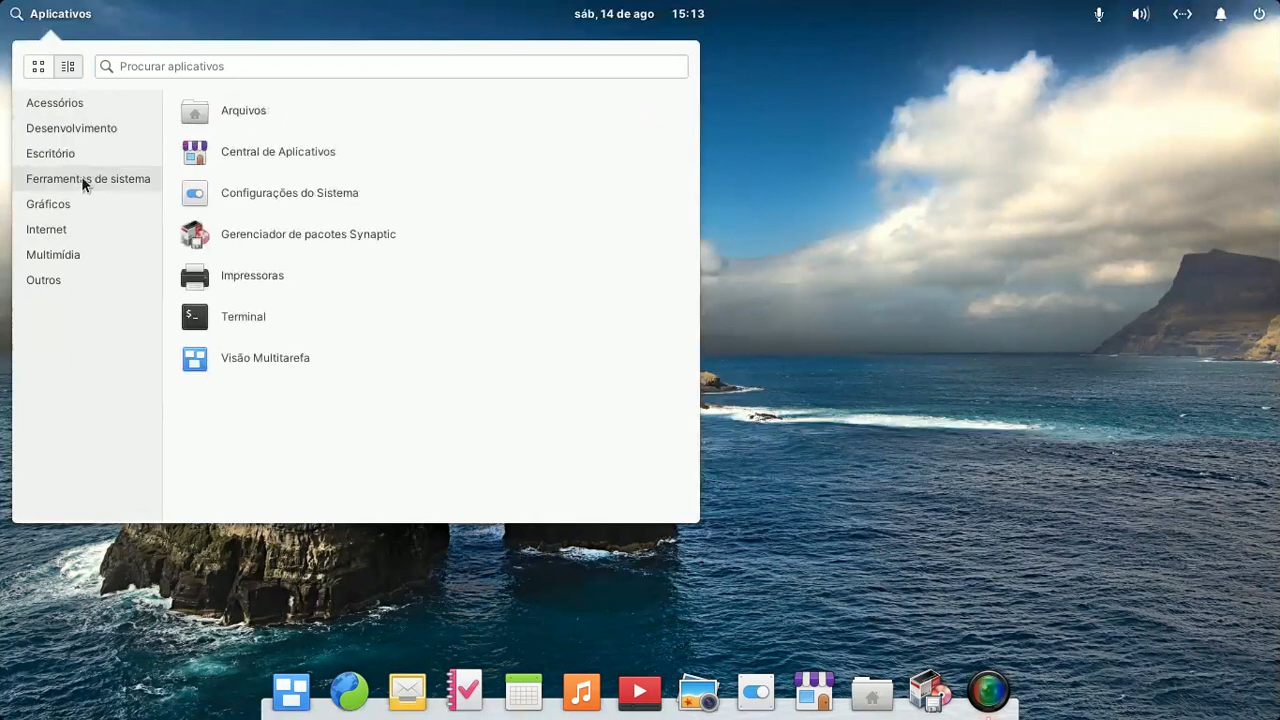 Aplicativos
sáb, 14 de ago 15:13
Procurar aplicativos
Acessórios
Desenvolvimento
Escritório
Ferramentas de sistema
Gráficos
Internet
Multimídia
Outros
Arquivos
Central de Aplicativos
Configurações do Sistema
Gerenciador de pacotes Synaptic
Impressoras
$_
Terminal
Visão Multitarefa